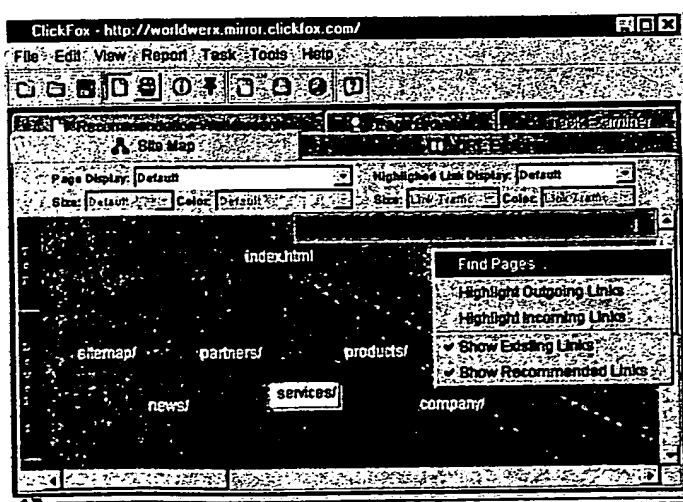 ClickFox - http://worldwerx.mirror.clickfox.com/
File Edit View Report Task Tools Help
Task Examiner
Site Map
Page Display: Default Highlighted Link Display: Default
Size: Default Color: Default Size: Link Traffic Color: Link Traffic
index.html
Find Pages
Highlight Outgoing Links
Highlight Incoming Links
sitemap/ partners/ products/
Show Existing Links
Show Recommended Links
news/ services/ company/